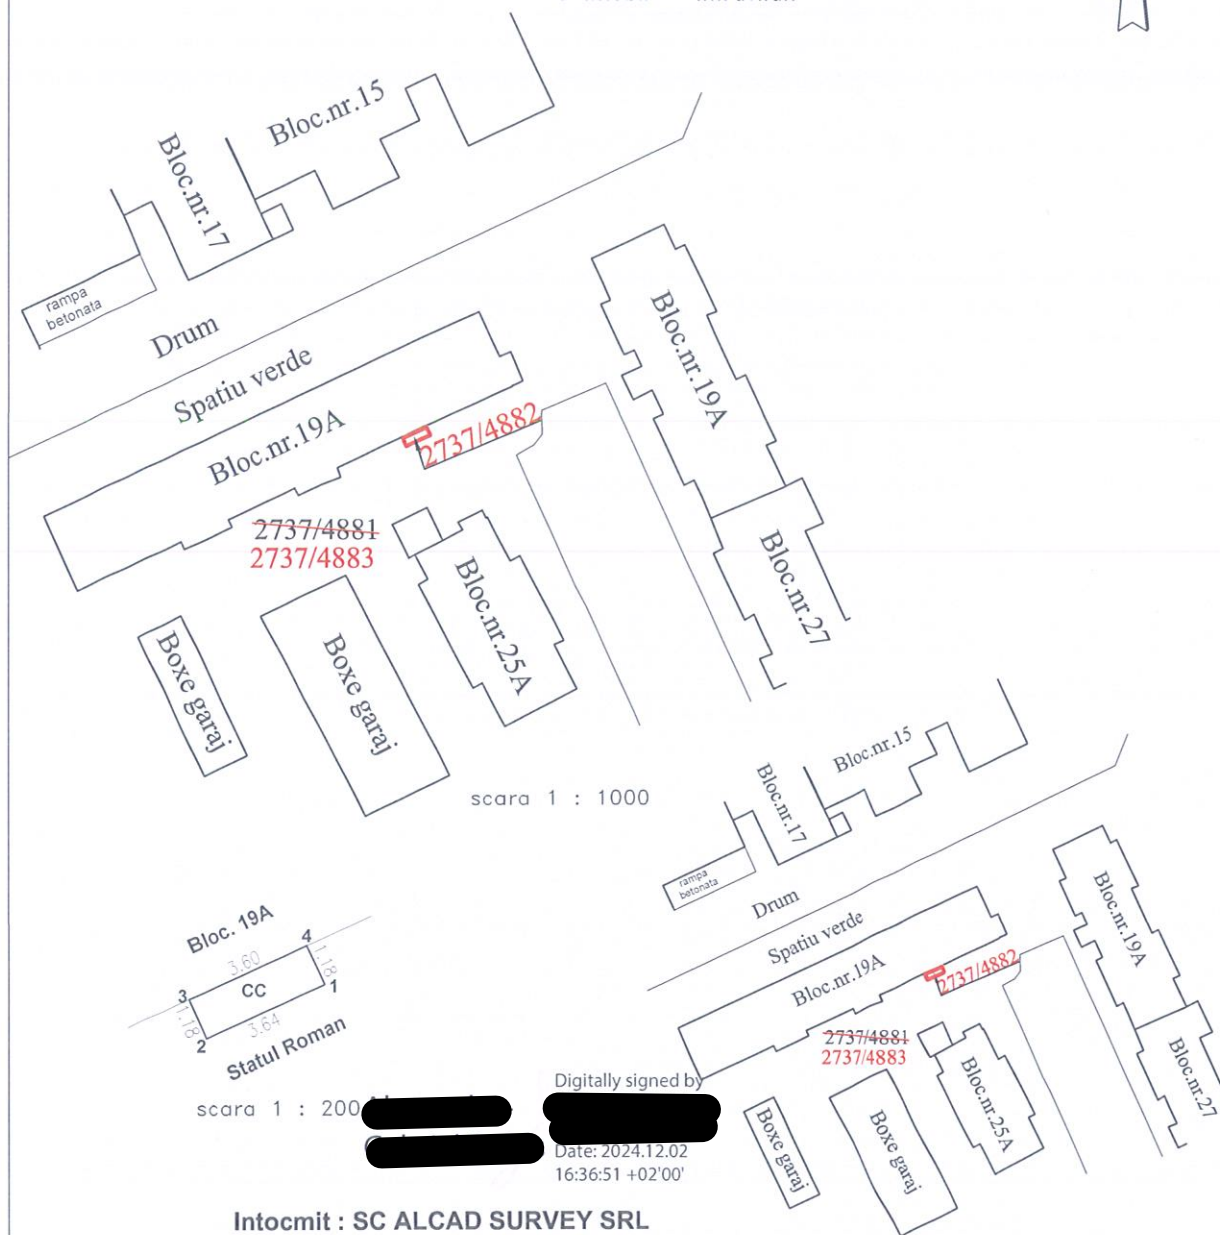 Bloc.nr.15
Bloc.nr.17
rampa
betonata
Drum
Spatiu verde
Bloc.nr.19A
Bloc.nr.19A
2737/4882
2737/4881
2737/4883
Bloc.nr.25A
Bloc.nr.27
Boxe garaj
Boxe garaj
scara 1 : 1000
Bloc.nr.15
Bloc.nr.17
rampa
betonata
Drum
Spatiu verde
Bloc.nr.19A
Bloc.nr.19A
2737/4882
2737/4881
2737/4883
Bloc.nr.25A
Bloc.nr.27
Boxe garaj
Boxe garaj
Bloc. 19A
4
3.60
1.18
3
CC
1
1.18
3.64
2
Statul Roman
scara 1 : 200
Digitally signed by
Date: 2024.12.02
16:36:51 +02'00'
Intocmit : SC ALCAD SURVEY SRL